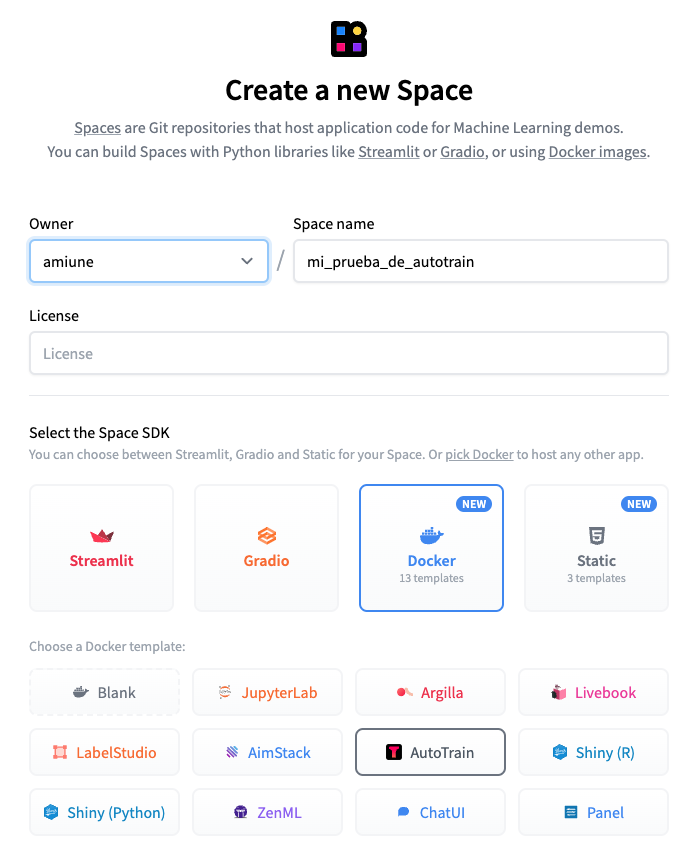 Create a new Space
Spaces are Git repositories that host application code for Machine Learning demos.
You can build Spaces with Python libraries like Streamlit or Gradio, or using Docker images.
Owner
Space name
amiune
/
mi_prueba_de_autotrain
License
License
Select the Space SDK
You can choose between Streamlit, Gradio and Static for your Space. Or pick Docker to host any other app.
Streamlit
Gradio
NEW
Docker
13 templates
NEW
Static
3 templates
Choose a Docker template:
Blank
JupyterLab
Argilla
Livebook
LabelStudio
AimStack
AutoTrain
Shiny (R)
Shiny (Python)
ZenML
ChatUI
Panel